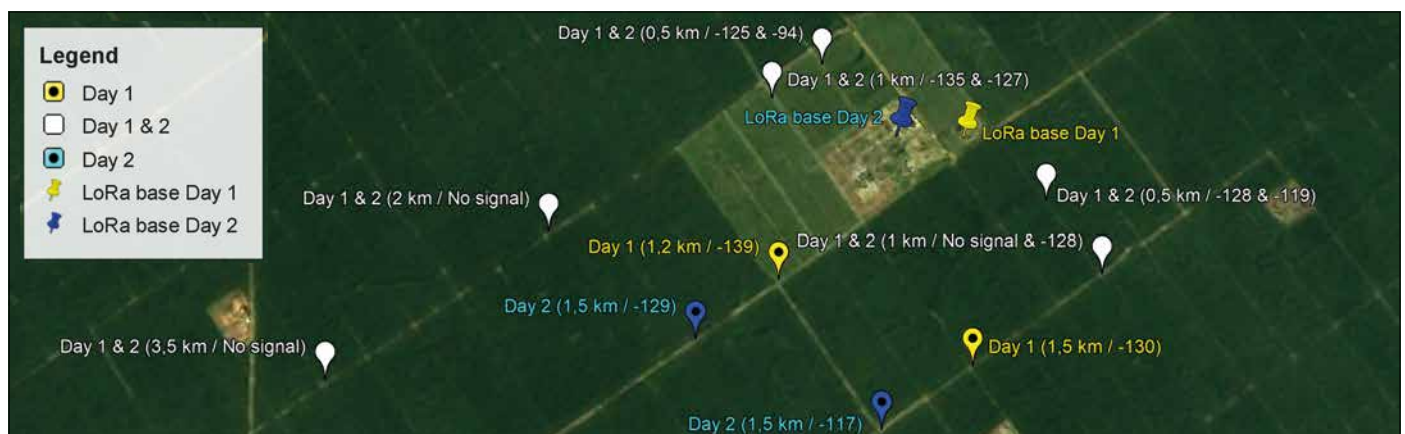 Legend
Day 1
Day 1 & 2
Day 2
LoRa base Day 1
LoRa base Day 2
Day 1 & 2 (0,5 km / -125 & -94)
Day 1 & 2 (1 km / -135 & -127)
LoRa base Day 2
LoRa base Day 1
Day 1 & 2 (2 km / No signal)
Day 1 & 2 (0,5 km / -128 & -119)
Day 1 (1,2 km / -139)
Day 1 & 2 (1 km / No signal & -128)
Day 2 (1,5 km / -129)
Day 1 & 2 (3,5 km / No signal)
Day 1 (1,5 km / -130)
Day 2 (1,5 km / -117)